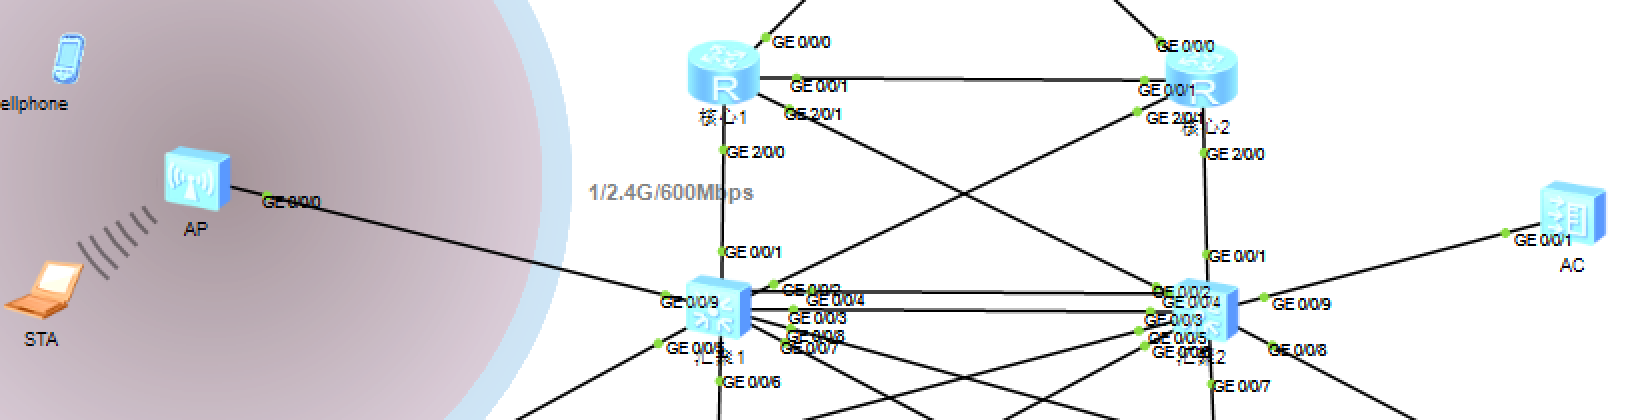 GE 0/0/0
GE 0/0/0
GE 0/0/1
GE 0/0/1
GE 2/0/1
GE 2/0/1
R
R
核心1
核心2
GE 2/0/0
GE 2/0/0
ellphone
1/2.4G/600Mbps
GE 0/0/0
AP
GE 0/0/1
GE 0/0/1
GE 0/0/1
AC
STA
GE 0/0/9
GE 0/0/2
GE 0/0/4
GE 0/0/3
GE 0/0/8
GE 0/0/7
GE 0/0/2
GE 0/0/4
GE 0/0/3
GE 0/0/5
GE 0/0/9
GE 0/0/5
GE 0/0/8
GE 0/0/6
GE 0/0/7